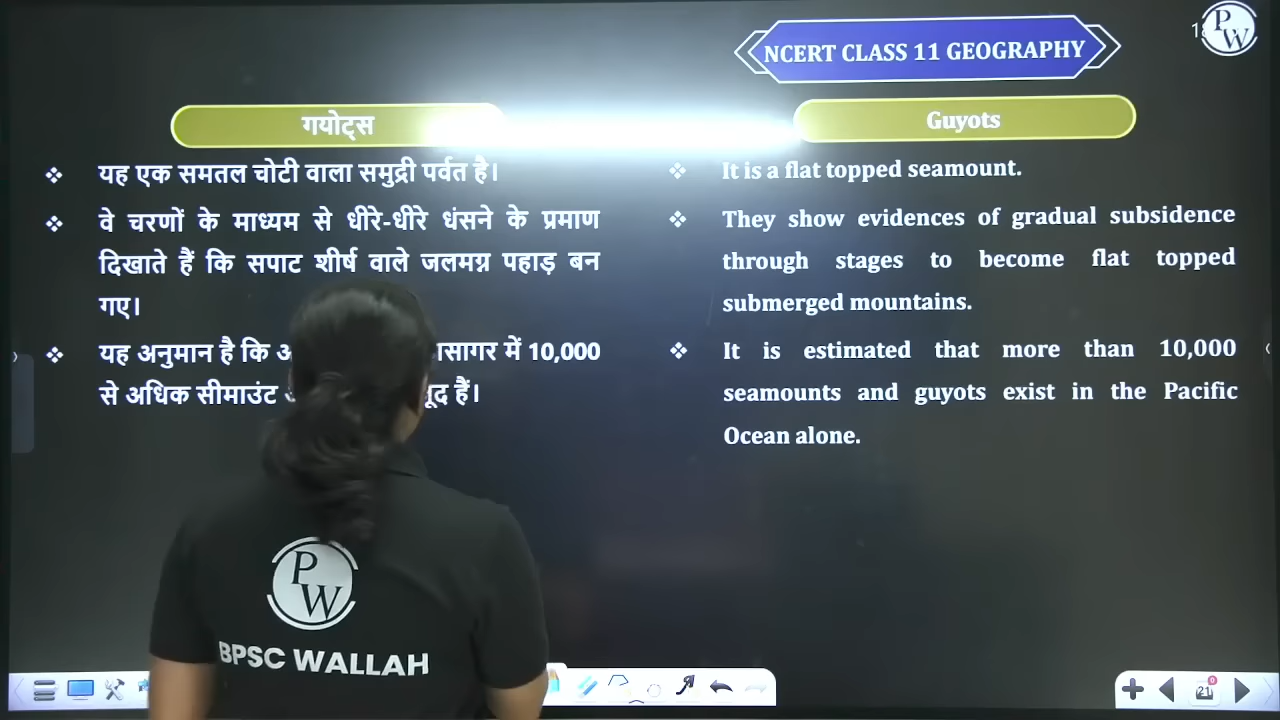 NCERT CLASS 11 GEOGRAPHY
PW
गयोट्स
Guyots
यह एक समतल चोटी वाला समुद्री पर्वत है।
वे चरणों के माध्यम से धीरे-धीरे धंसने के प्रमाण
दिखाते हैं कि सपाट शीर्ष वाले जलमग्न पहाड़ बन
गए।
यह अनुमान है कि में 10,000
से अधिक सीमाउंट हैं।
It is a flat topped seamount.
They show evidences of gradual subsidence
through stages to become flat topped
submerged mountains.
It is estimated that more than 10,000
seamounts and guyots exist in the Pacific
Ocean alone.
PW
BPSC WALLAH
21